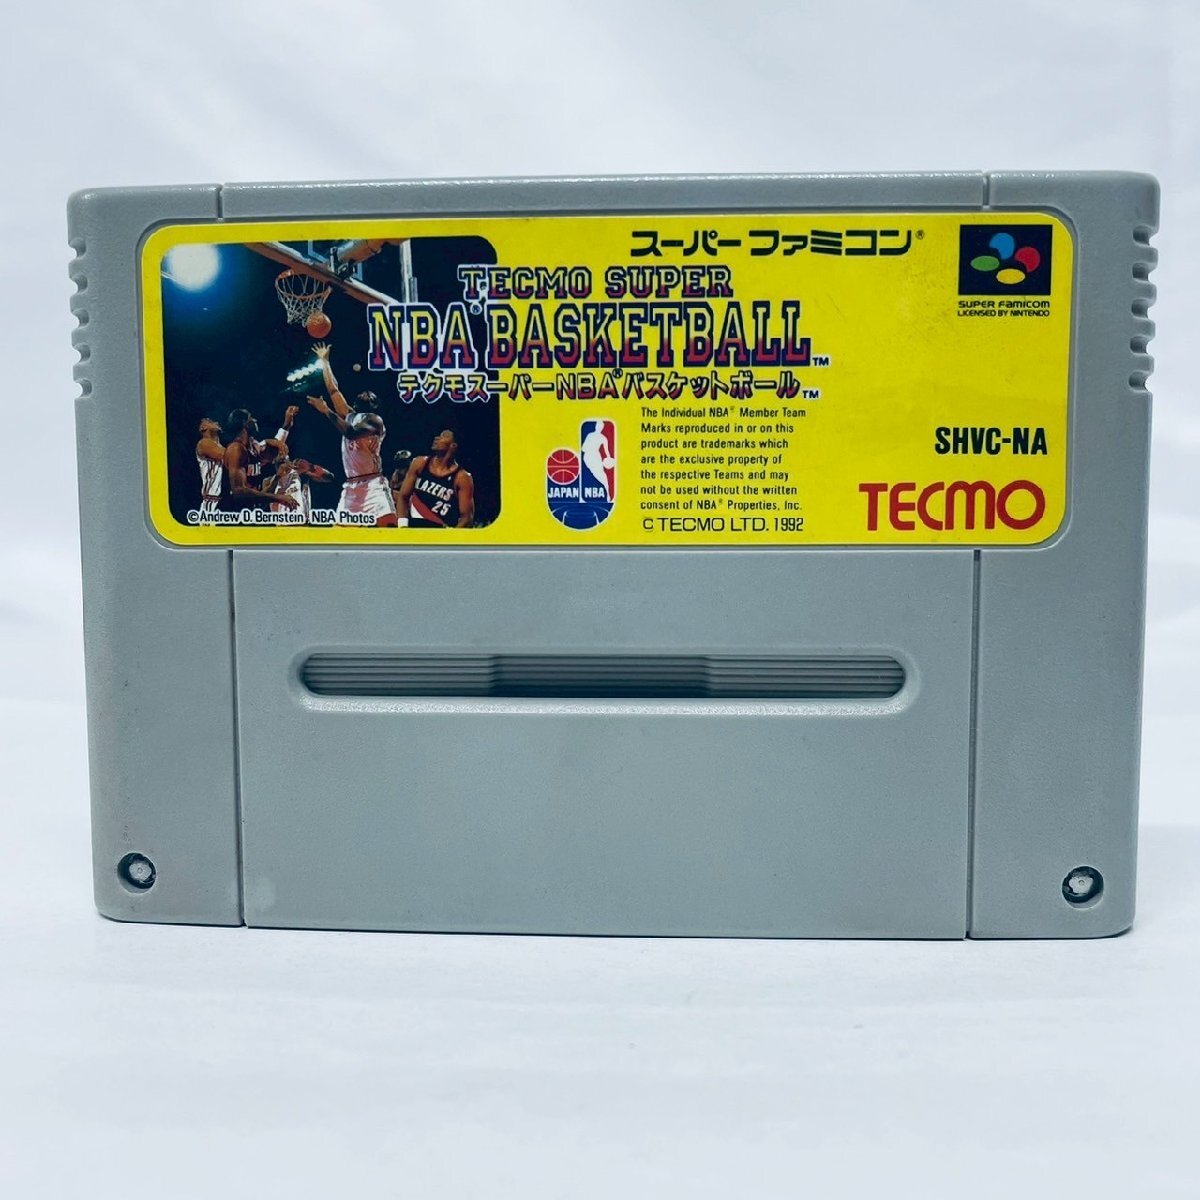 スーパーファミコン®
TECMO SUPER
NBA® BASKETBALL™
テクモスーパーNBA®バスケットボール™
SUPER FAMICOM
LICENSED BY NINTENDO
The Individual NBA® Member Team
Marks reproduced in or on this
product are trademarks which
are the exclusive property of
the respective Teams and may
not be used without the written
consent of NBA® Properties, Inc.
© TECMO LTD. 1992
JAPAN NBA
SHVC-NA
TECMO
LAZERS
25
©Andrew D. Bernstein/NBA Photos